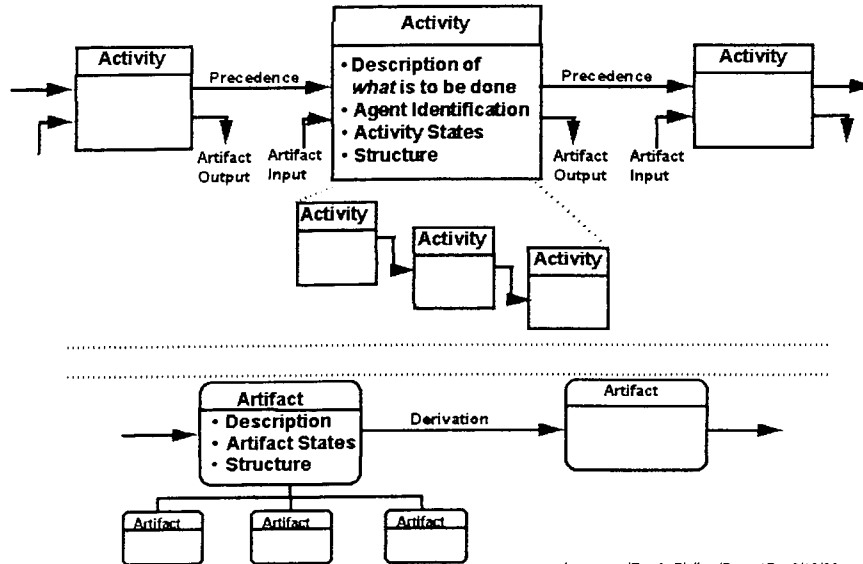 Activity
Activity
Activity
Precedence
Precedence
• Description of
what is to be done
• Agent Identification
• Activity States
• Structure
Artifact
Output
Artifact
Input
Artifact
Output
Artifact
Input
Activity
Activity
Activity
Artifact
• Description
• Artifact States
• Structure
Derivation
Artifact
Artifact
Artifact
Artifact